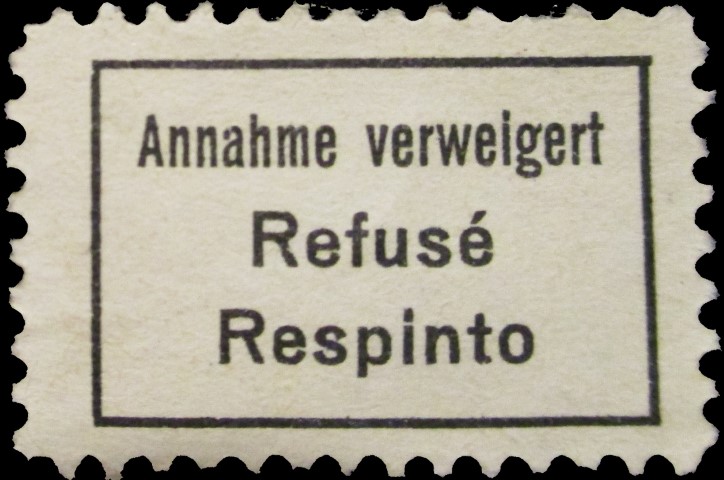 Annahme verweigert
Refusé
Respinto